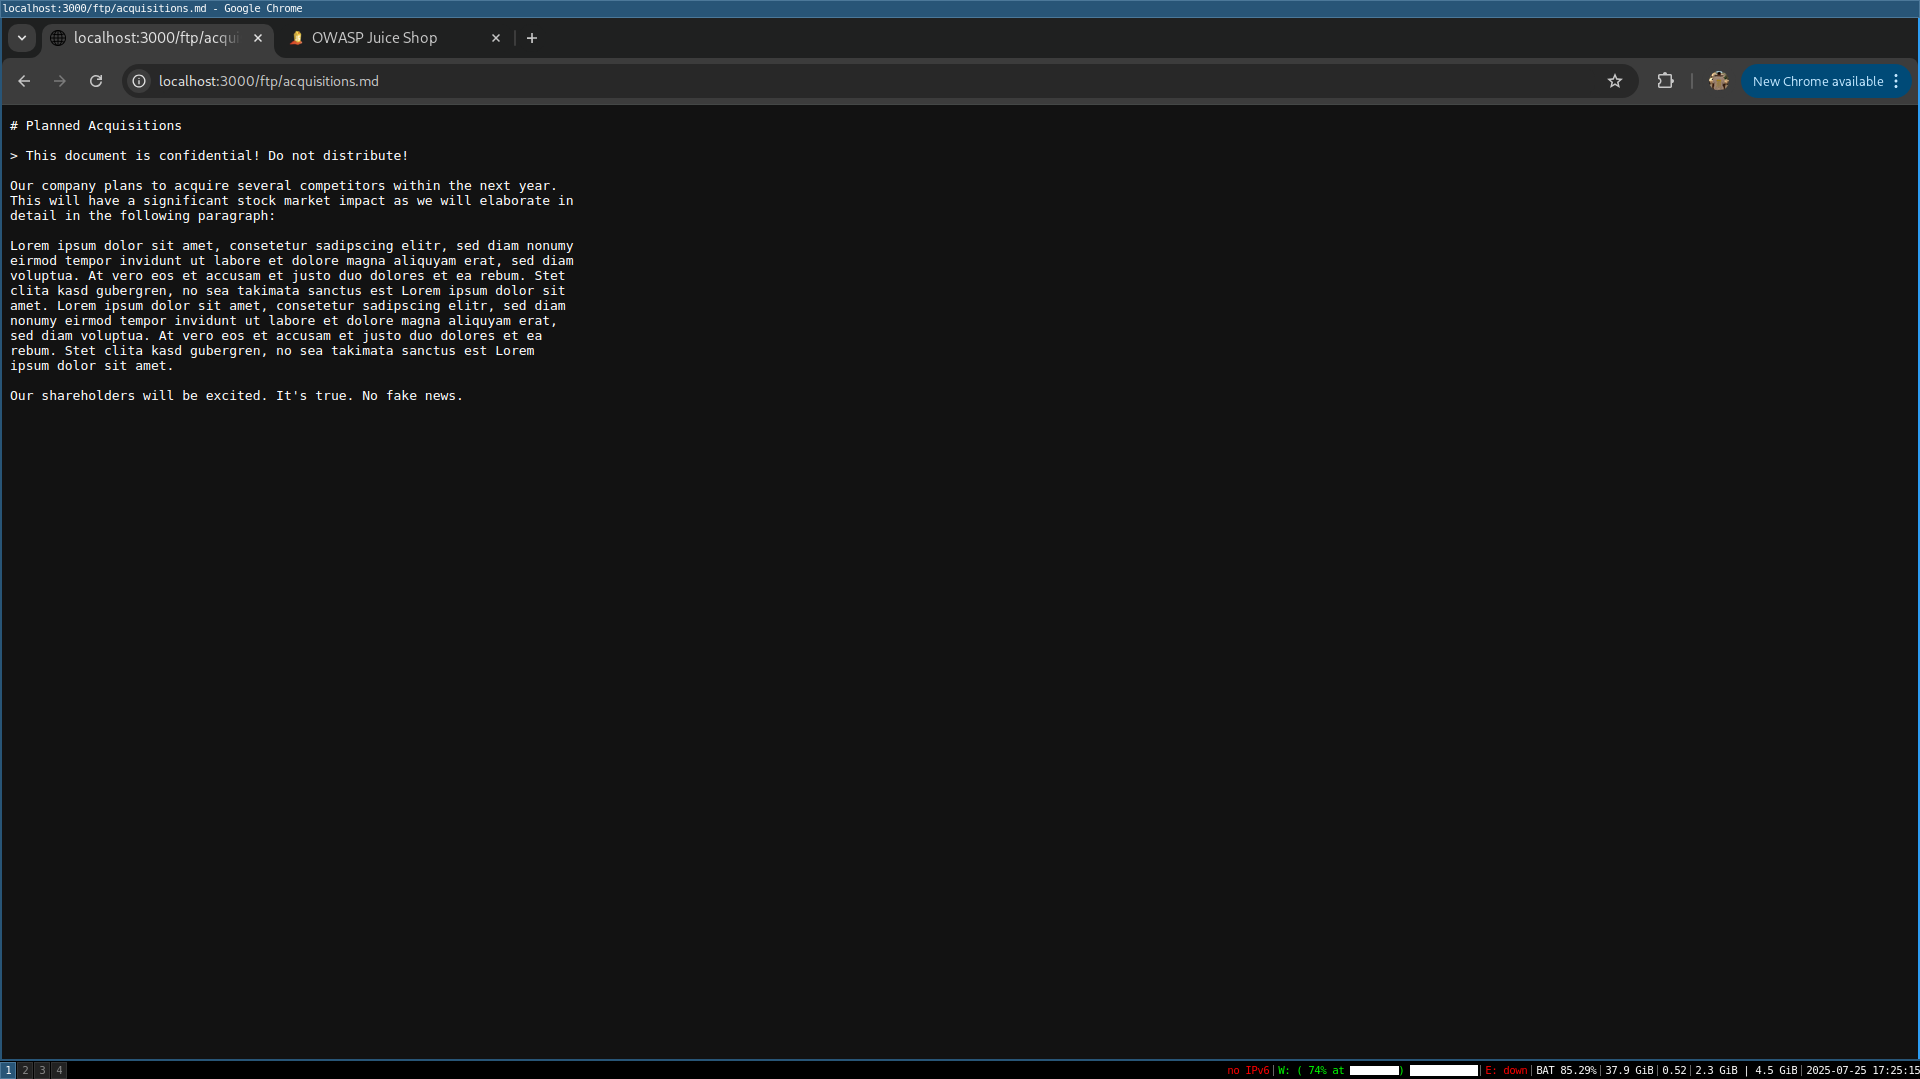 localhost:3000/ftp/acquisitions.md - Google Chrome
localhost:3000/ftp/acqui
OWASP Juice Shop
localhost:3000/ftp/acquisitions.md
New Chrome available
# Planned Acquisitions
> This document is confidential! Do not distribute!
Our company plans to acquire several competitors within the next year.
This will have a significant stock market impact as we will elaborate in
detail in the following paragraph:
Lorem ipsum dolor sit amet, consetetur sadipscing elitr, sed diam nonumy
eirmod tempor invidunt ut labore et dolore magna aliquyam erat, sed diam
voluptua. At vero eos et accusam et justo duo dolores et ea rebum. Stet
clita kasd gubergren, no sea takimata sanctus est Lorem ipsum dolor sit
amet. Lorem ipsum dolor sit amet, consetetur sadipscing elitr, sed diam
nonumy eirmod tempor invidunt ut labore et dolore magna aliquyam erat,
sed diam voluptua. At vero eos et accusam et justo duo dolores et ea
rebum. Stet clita kasd gubergren, no sea takimata sanctus est Lorem
ipsum dolor sit amet.
Our shareholders will be excited. It's true. No fake news.
1 2 3 4
no IPv6|W: ( 74% at ) |E: down|BAT 85.29%|37.9 GiB|0.52|2.3 GiB | 4.5 GiB|2025-07-25 17:25:15